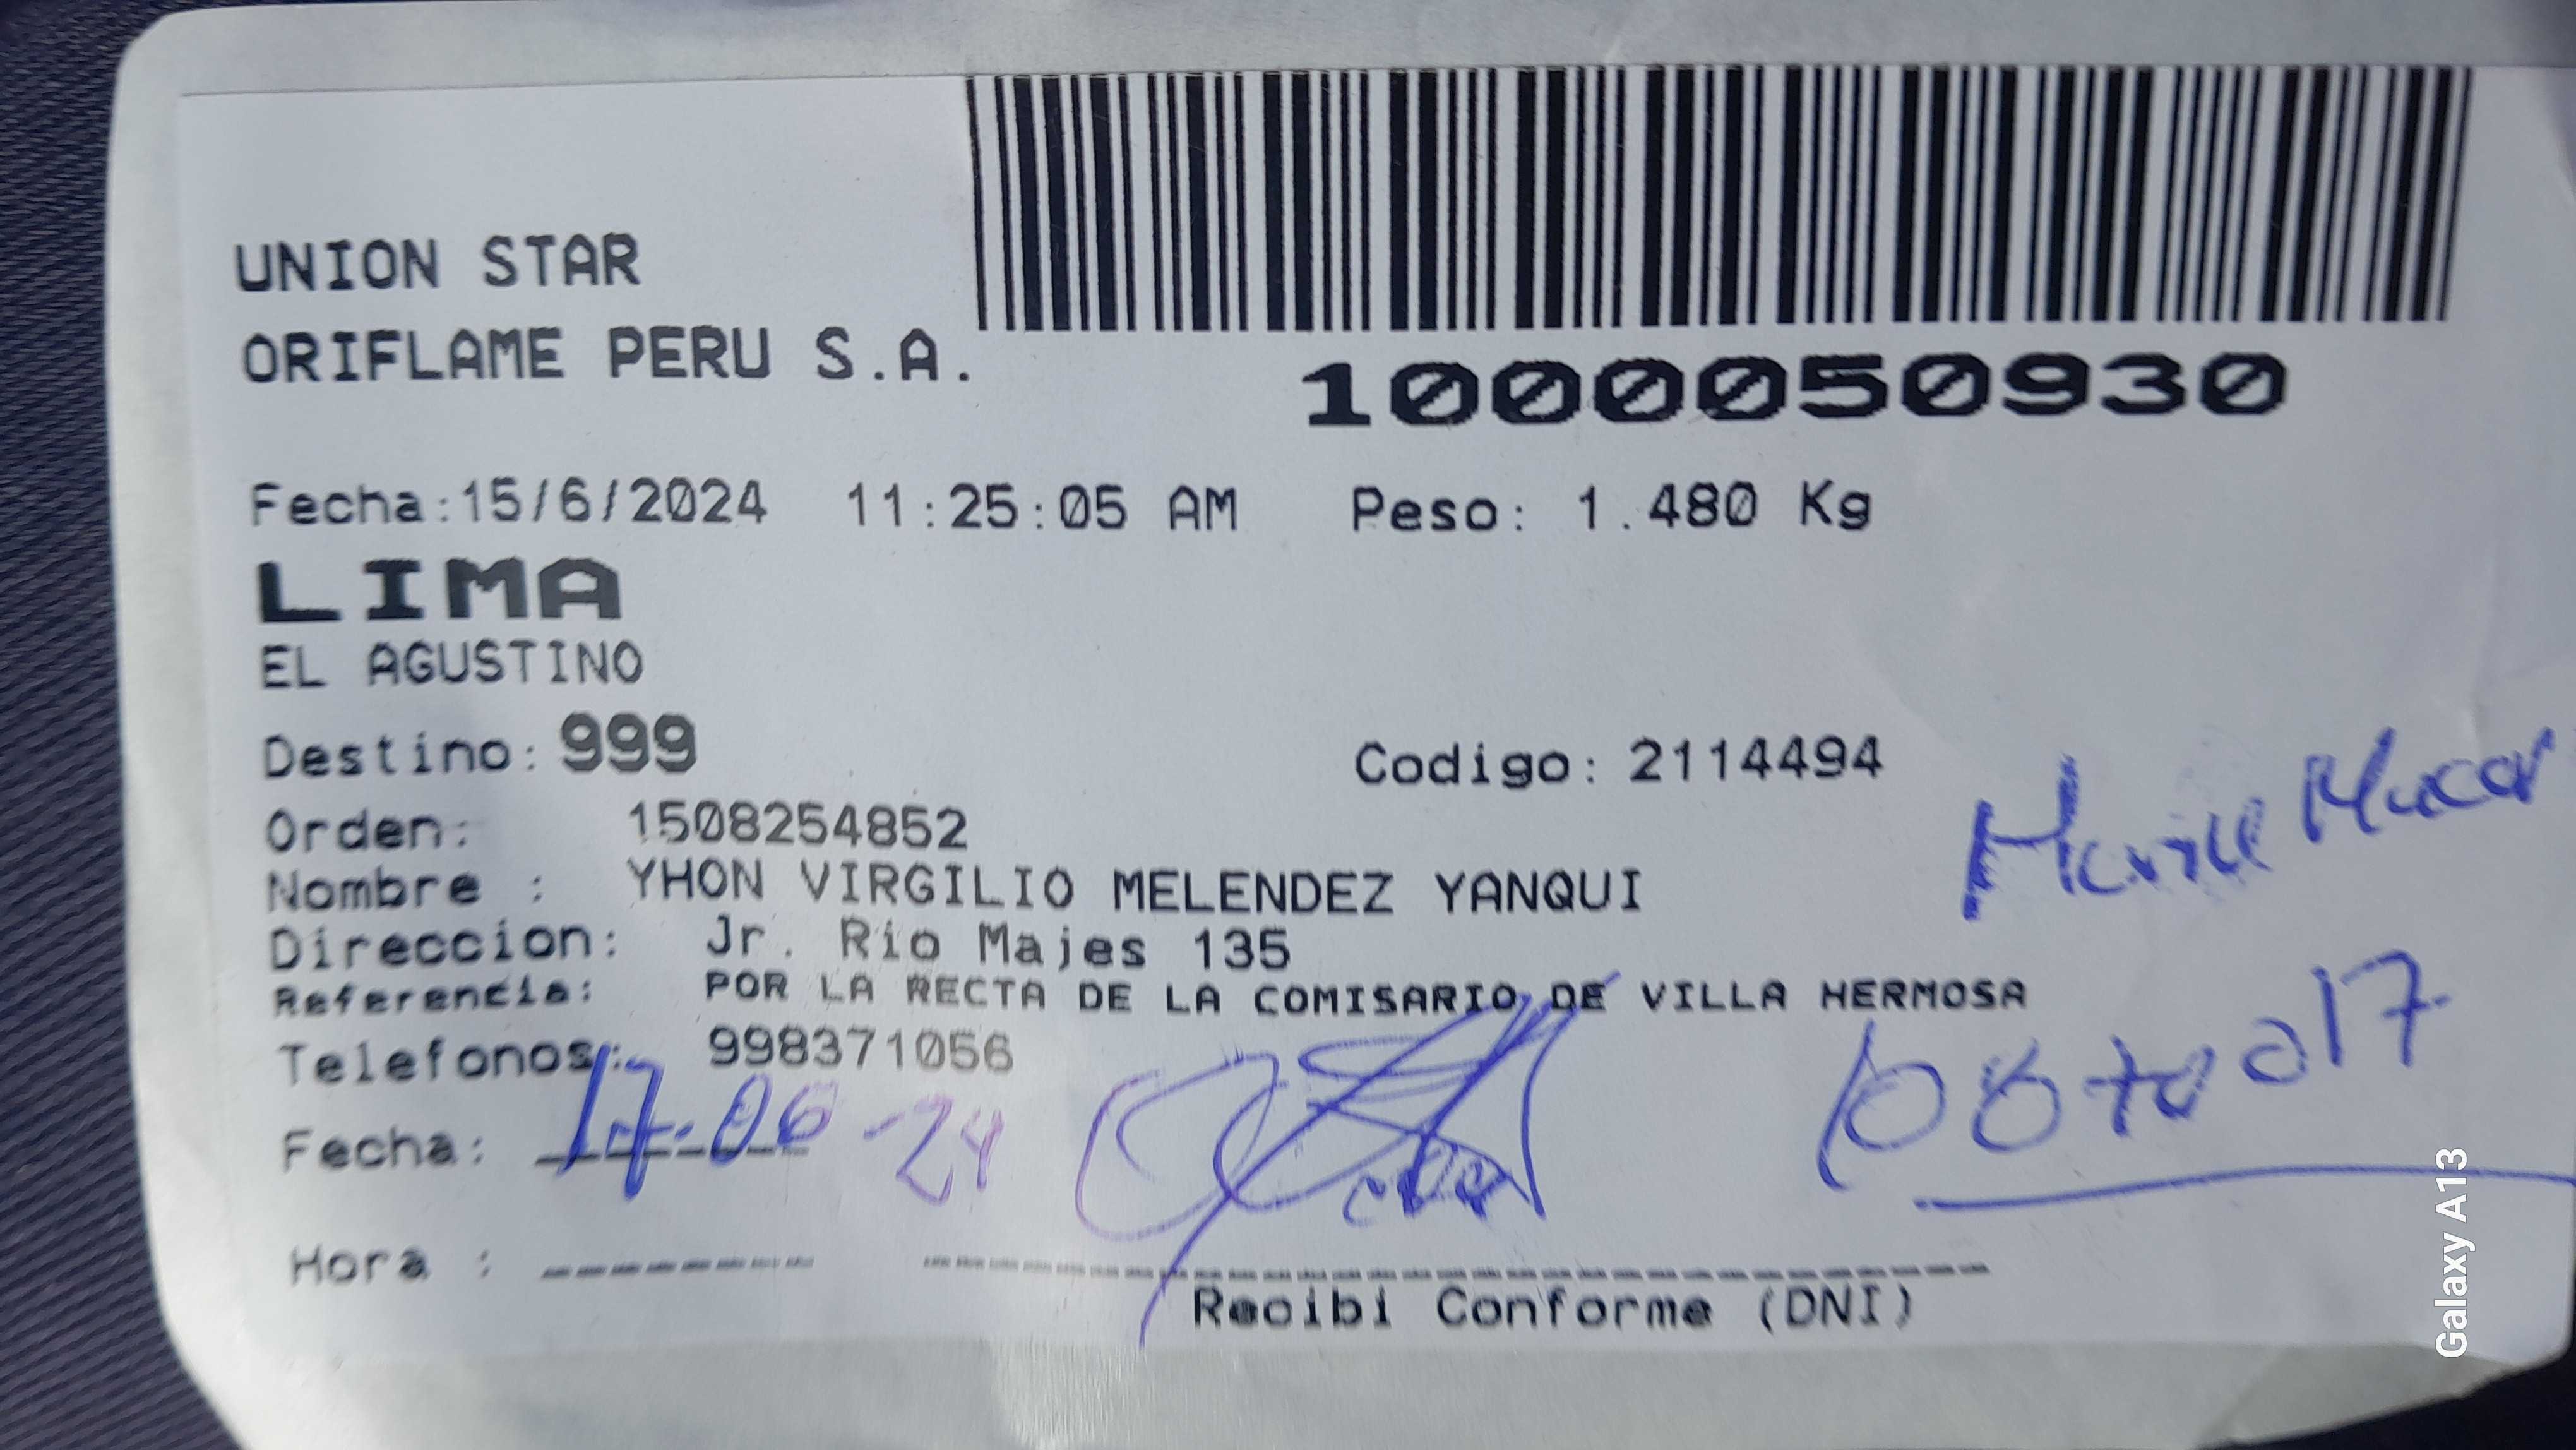 UNION STAR
ORIFLAME PERU S.A.
1000050930
Fecha:15/6/2024 11:25:05 AM Peso: 1.480 Kg
LIMA
EL AGUSTINO
Destino: 999 Codigo: 2114494
Orden: 1508254852
Nombre : YHON VIRGILIO MELENDEZ YANQUI
Direccion: Jr. Rio Majes 135
Referencia: POR LA RECTA DE LA COMISARIO DE VILLA HERMOSA
Telefonos: 998371056
Fecha: 17-06-24
Hora :
Recibi Conforme (DNI)
Galaxy A13